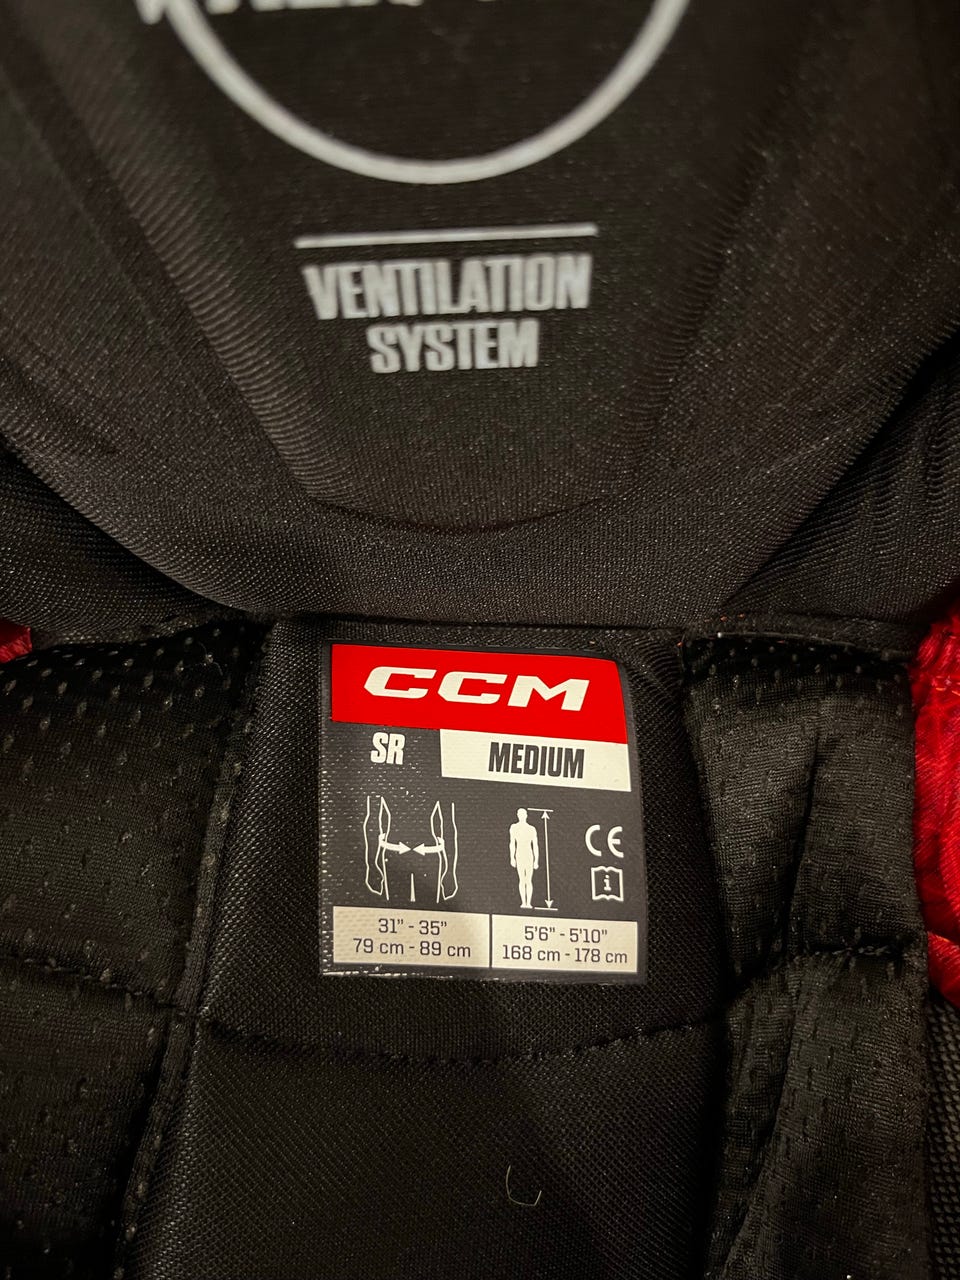 VENTILATION
SYSTEM
CCM
SR
MEDIUM
CE
i
31" - 35"
79 cm - 89 cm
5'6" - 5'10"
168 cm - 178 cm